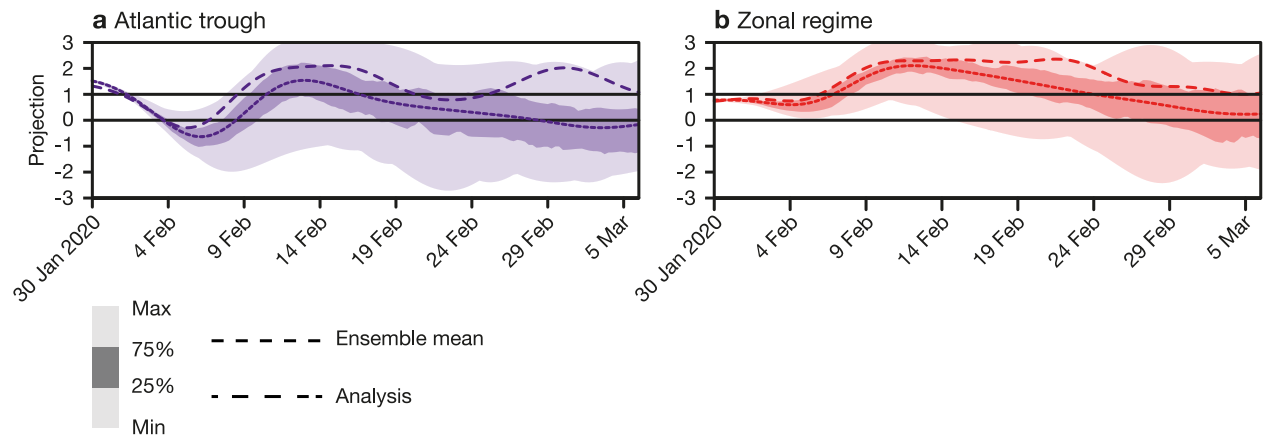 a Atlantic trough
b Zonal regime
Projection
3
2
1
0
-1
-2
-3
30 Jan 2020
4 Feb
9 Feb
14 Feb
19 Feb
24 Feb
29 Feb
5 Mar
3
2
1
0
-1
-2
-3
30 Jan 2020
4 Feb
9 Feb
14 Feb
19 Feb
24 Feb
29 Feb
5 Mar
Max
75%
25%
Min
Ensemble mean
Analysis